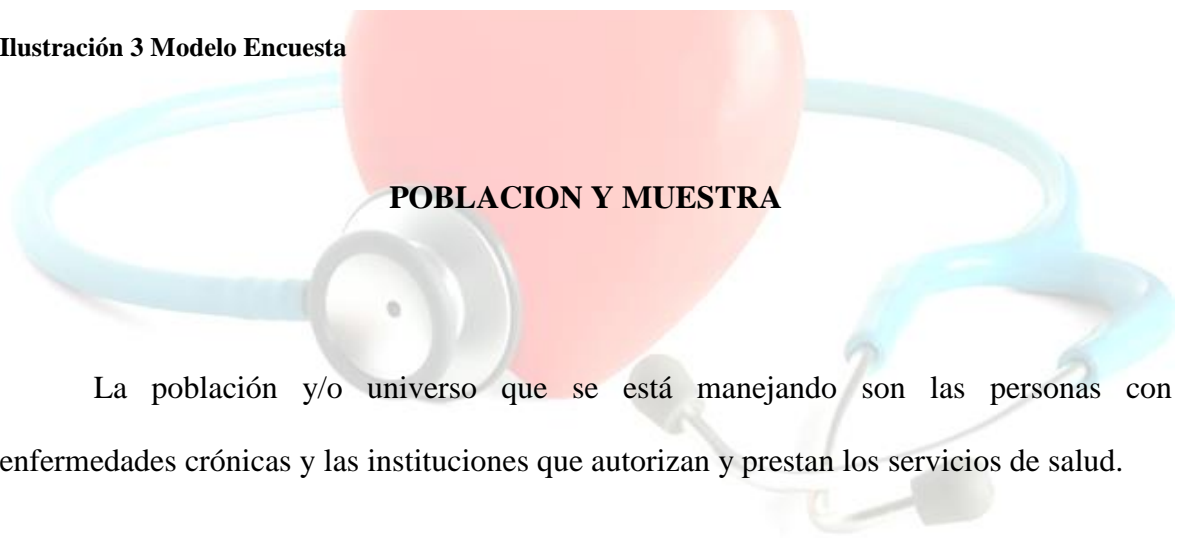 Ilustración 3 Modelo Encuesta
POBLACION Y MUESTRA
La población y/o universo que se está manejando son las personas con
enfermedades crónicas y las instituciones que autorizan y prestan los servicios de salud.